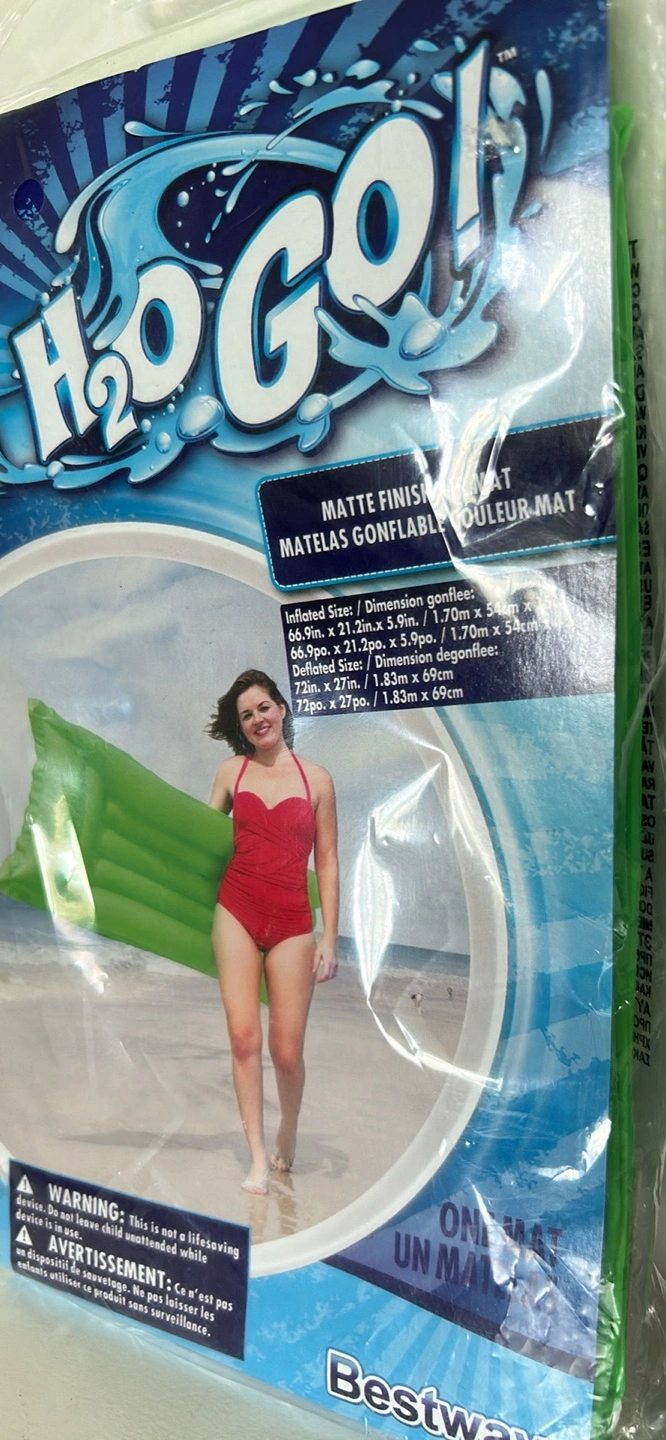 H2O GO!™
MATTE FINISH MAT
MATELAS GONFLABLE COULEUR MAT
Inflated Size: / Dimension gonflee:
66.9in. x 21.2in.x 5.9in. / 1.70m x 54cm x
66.9po. x 21.2po. x 5.9po. / 1.70m x 54cm
Deflated Size: / Dimension degonflee:
72in. x 27in. / 1.83m x 69cm
72po. x 27po. / 1.83m x 69cm
WARNING: This is not a lifesaving
device. Do not leave child unattended while
device is in use.
AVERTISSEMENT: Ce n'est pas
un dispositif de sauvetage. Ne pas laisser les
enfants utiliser ce produit sans surveillance.
ONE MAT
UN
Bestway